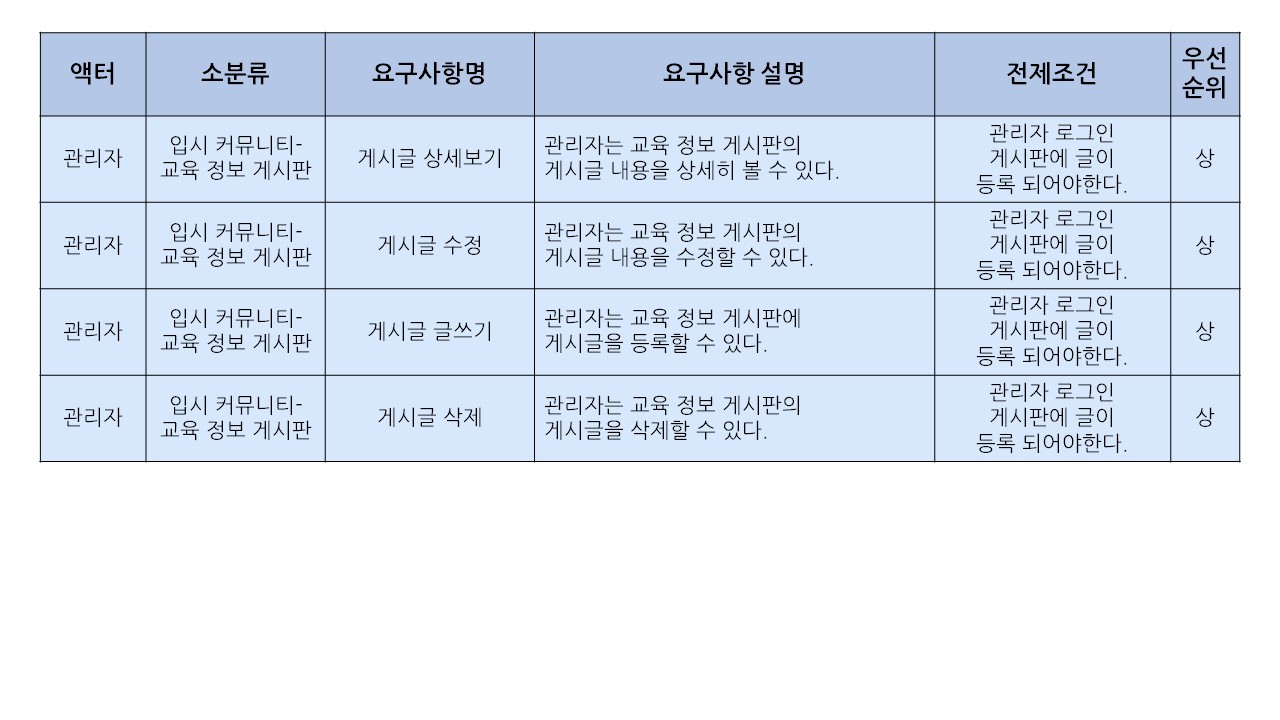 액터
소분류
요구사항명
요구사항 설명
전제조건
우선
순위
관리자
입시 커뮤니티-
교육 정보 게시판
게시글 상세보기
관리자는 교육 정보 게시판의
게시글 내용을 상세히 볼 수 있다.
관리자 로그인
게시판에 글이
등록 되어야한다.
상
관리자
입시 커뮤니티-
교육 정보 게시판
게시글 수정
관리자는 교육 정보 게시판의
게시글 내용을 수정할 수 있다.
관리자 로그인
게시판에 글이
등록 되어야한다.
상
관리자
입시 커뮤니티-
교육 정보 게시판
게시글 글쓰기
관리자는 교육 정보 게시판에
게시글을 등록할 수 있다.
관리자 로그인
게시판에 글이
등록 되어야한다.
상
관리자
입시 커뮤니티-
교육 정보 게시판
게시글 삭제
관리자는 교육 정보 게시판의
게시글을 삭제할 수 있다.
관리자 로그인
게시판에 글이
등록 되어야한다.
상